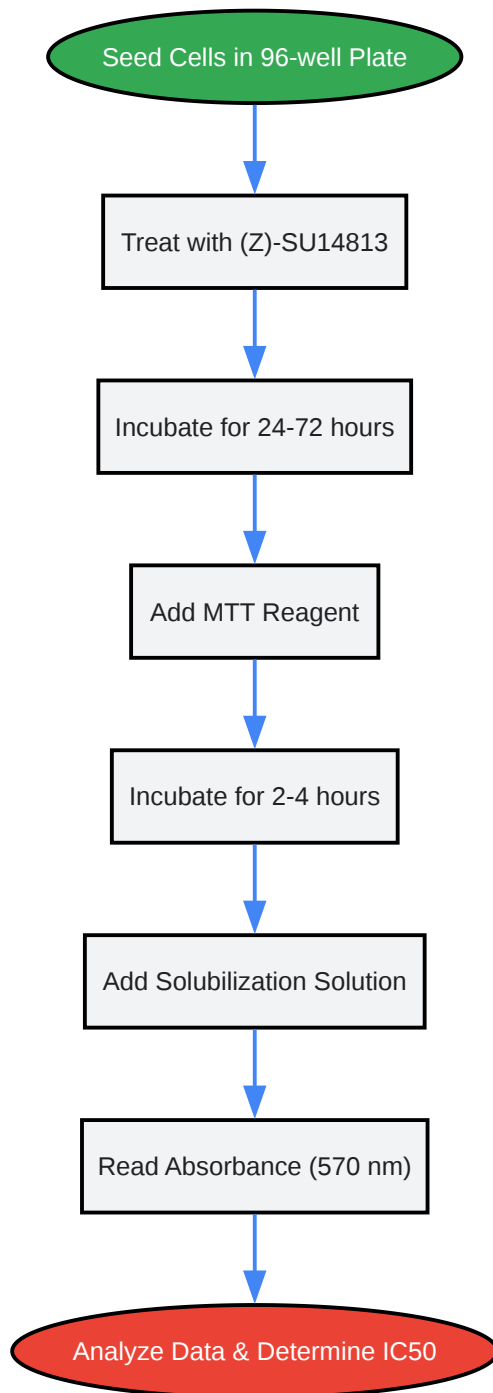 Seed Cells in 96-well Plate
Treat with (Z)-SU14813
Incubate for 24-72 hours
Add MTT Reagent
Incubate for 2-4 hours
Add Solubilization Solution
Read Absorbance (570 nm)
Analyze Data & Determine IC50